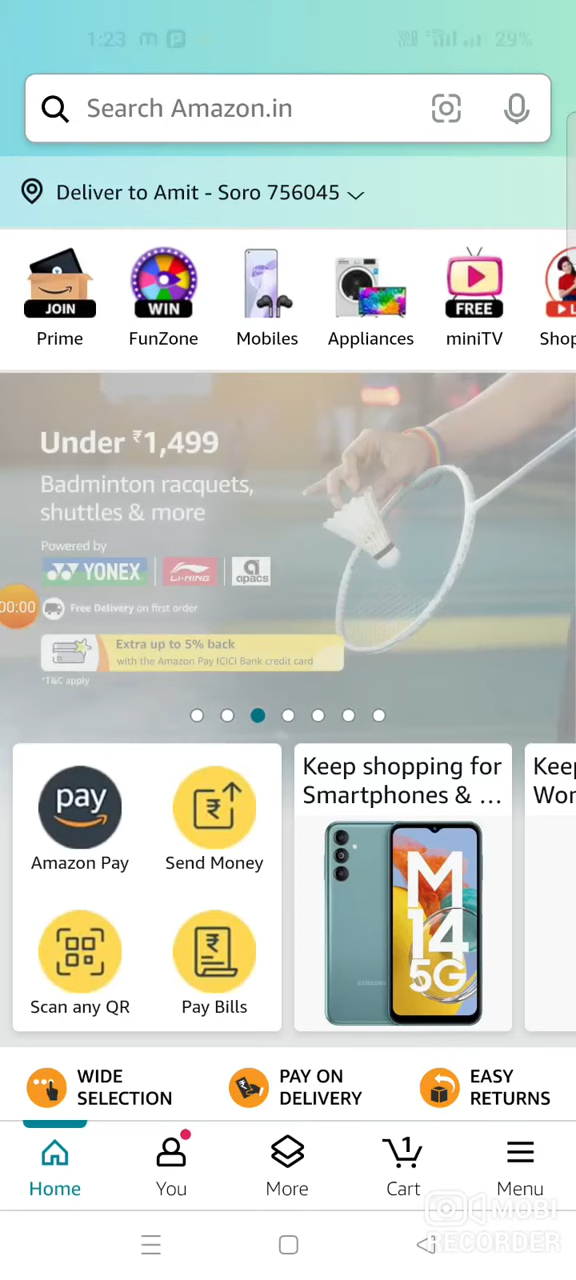 1:23
29%
Search Amazon.in
Deliver to Amit - Soro 756045
JOIN
WIN
FREE
Prime
FunZone
Mobiles
Appliances
miniTV
Shop
Under ₹1,499
Badminton racquets,
shuttles & more
Powered by
YONEX
LI-NING
apacs
00:00
Free Delivery on first order
Extra up to 5% back
with the Amazon Pay ICICI Bank credit card
*T&C apply
pay
Amazon Pay
Send Money
Scan any QR
Pay Bills
Keep shopping for
Smartphones & ...
M
14
5G
SAMSUNG
Keep
Wor
WIDE
SELECTION
PAY ON
DELIVERY
EASY
RETURNS
1
Home
You
More
Cart
Menu
MOBI
RECORDER